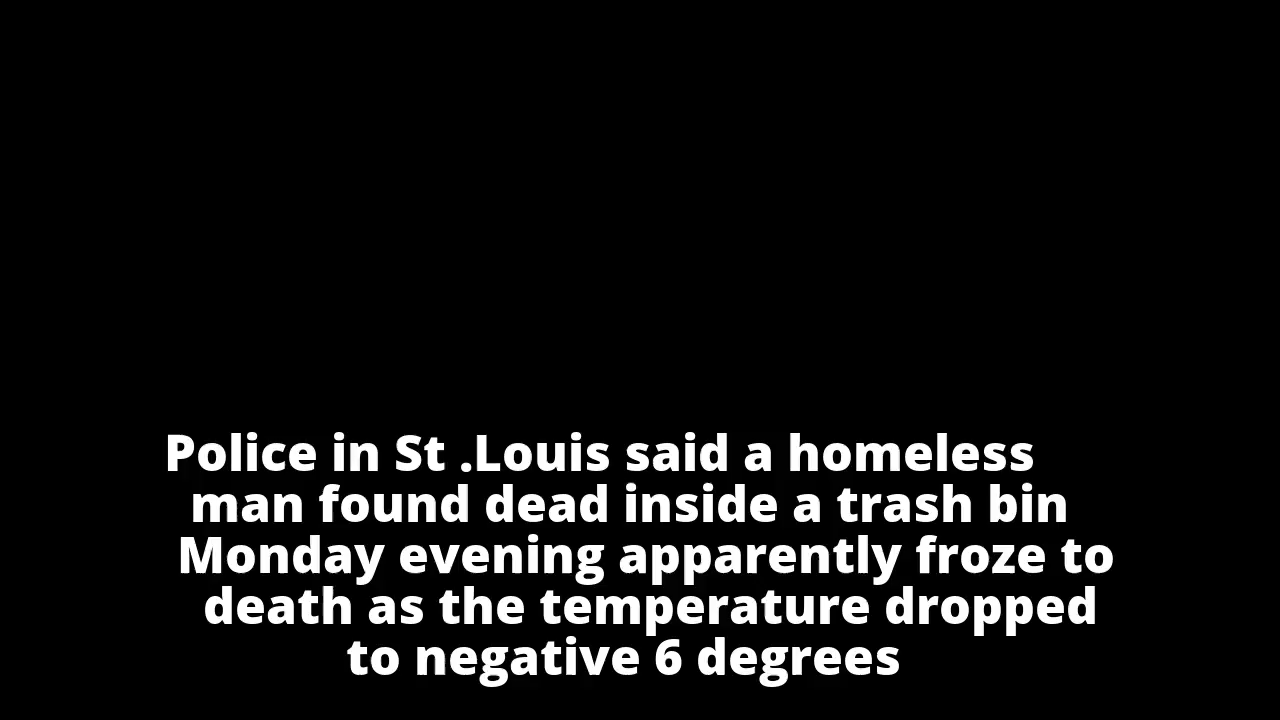 Police in St .Louis said a homeless
man found dead inside a trash bin
Monday evening apparently froze to
death as the temperature dropped
to negative 6 degrees